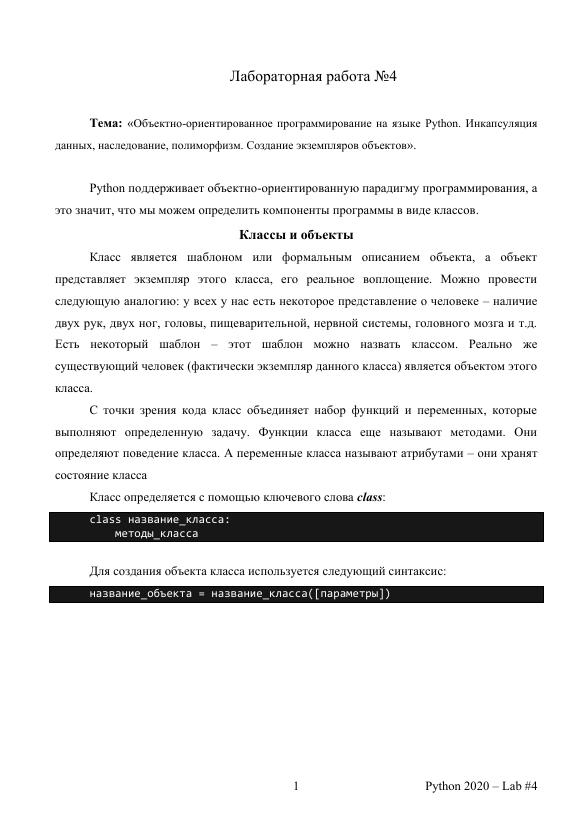 Лабораторная работа №4
Тема: «Объектно-ориентированное программирование на языке Python. Инкапсуляция
данных, наследование, полиморфизм. Создание экземпляров объектов».
Python поддерживает объектно-ориентированную парадигму программирования, а
это значит, что мы можем определить компоненты программы в виде классов.
Классы и объекты
Класс является шаблоном или формальным описанием объекта, а объект
представляет экземпляр этого класса, его реальное воплощение. Можно провести
следующую аналогию: у всех у нас есть некоторое представление о человеке – наличие
двух рук, двух ног, головы, пищеварительной, нервной системы, головного мозга и т.д.
Есть некоторый шаблон – этот шаблон можно назвать классом. Реально же
существующий человек (фактически экземпляр данного класса) является объектом этого
класса.
С точки зрения кода класс объединяет набор функций и переменных, которые
выполняют определенную задачу. Функции класса еще называют методами. Они
определяют поведение класса. А переменные класса называют атрибутами – они хранят
состояние класса
Класс определяется с помощью ключевого слова class:
class название_класса:
    методы_класса
Для создания объекта класса используется следующий синтаксис:
название_объекта = название_класса([параметры])
1 Python 2020 – Lab #4